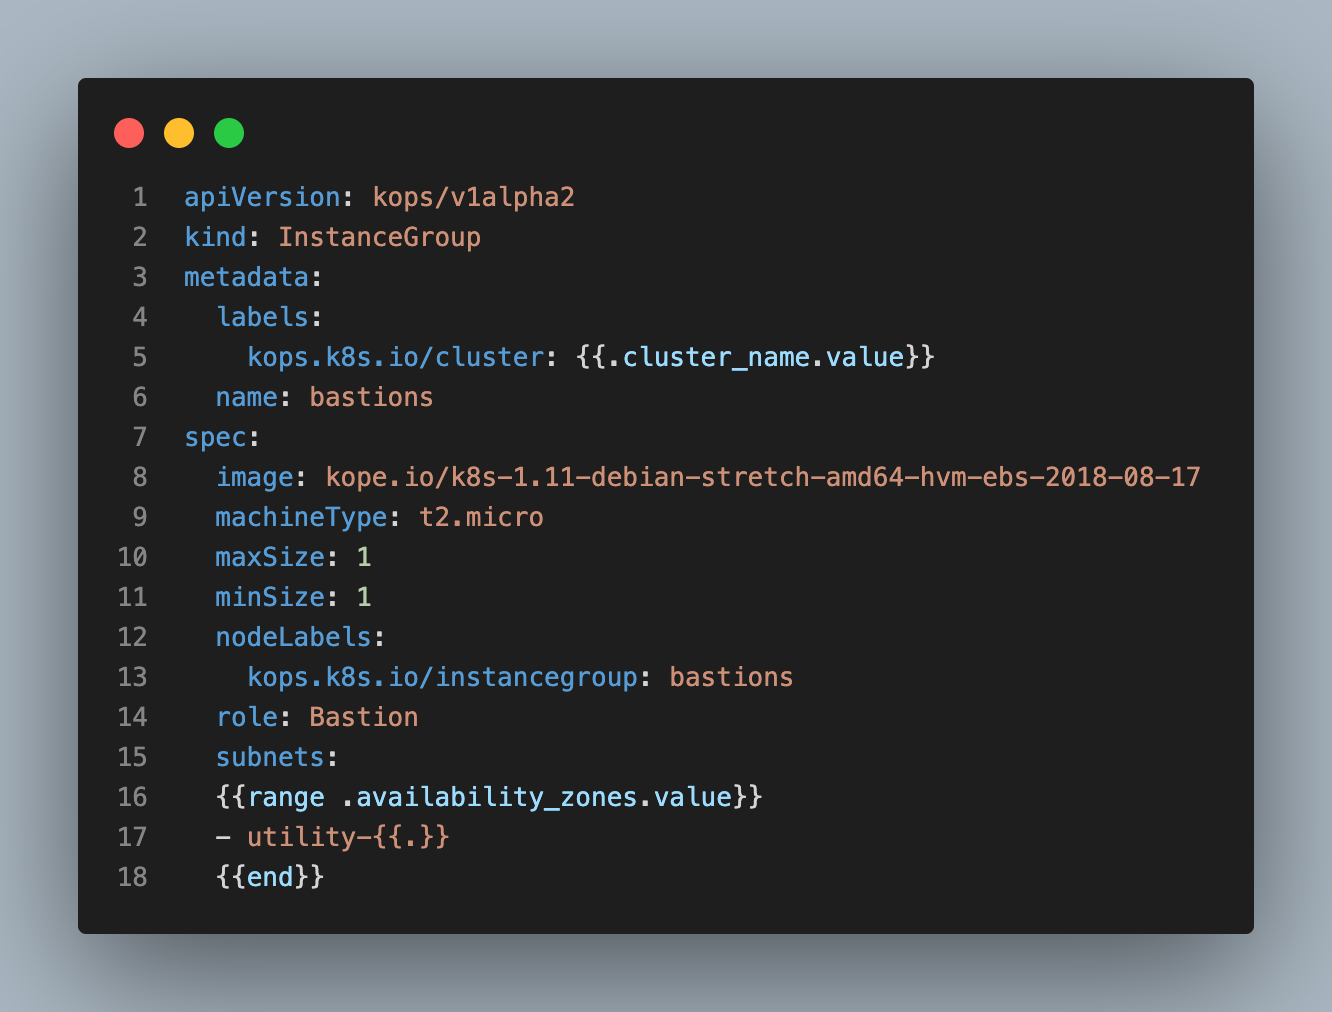 1 apiVersion: kops/v1alpha2
2 kind: InstanceGroup
3 metadata:
4   labels:
5     kops.k8s.io/cluster: {{.cluster_name.value}}
6   name: bastions
7 spec:
8   image: kope.io/k8s-1.11-debian-stretch-amd64-hvm-ebs-2018-08-17
9   machineType: t2.micro
10   maxSize: 1
11   minSize: 1
12   nodeLabels:
13     kops.k8s.io/instancegroup: bastions
14   role: Bastion
15   subnets:
16   {{range .availability_zones.value}}
17   - utility-{{.}}
18   {{end}}